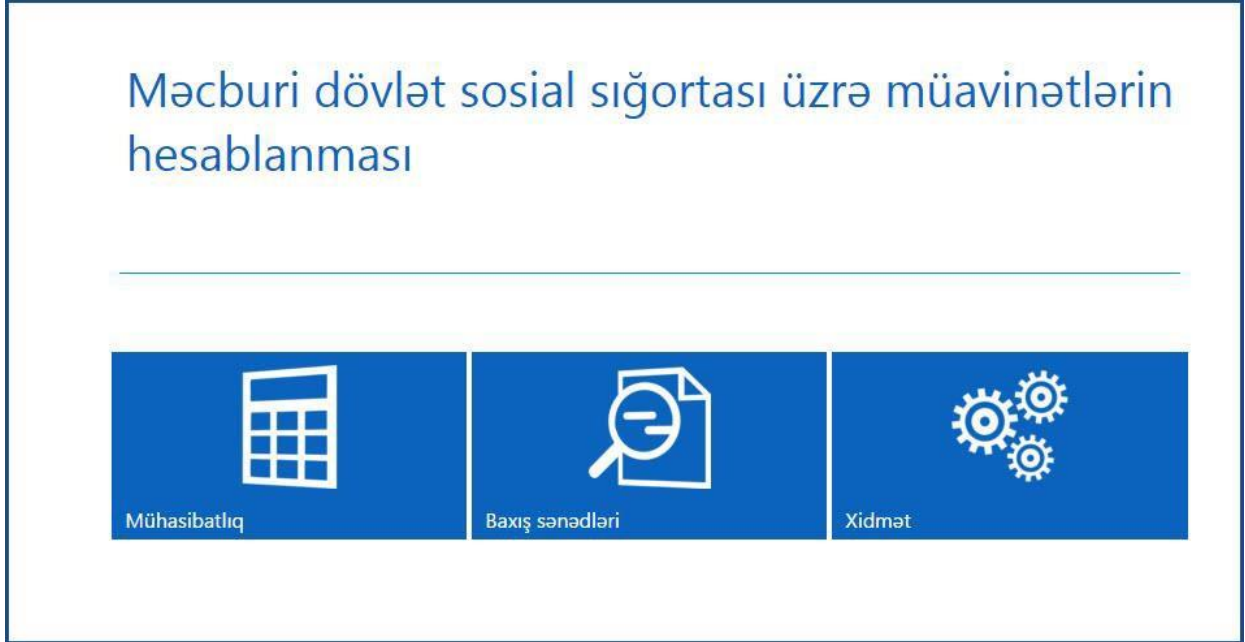 Məcburi dövlət sosial sığortası üzrə müavinətlərin
hesablanması
Mühasibatlıq
Baxış sənədləri
Xidmət